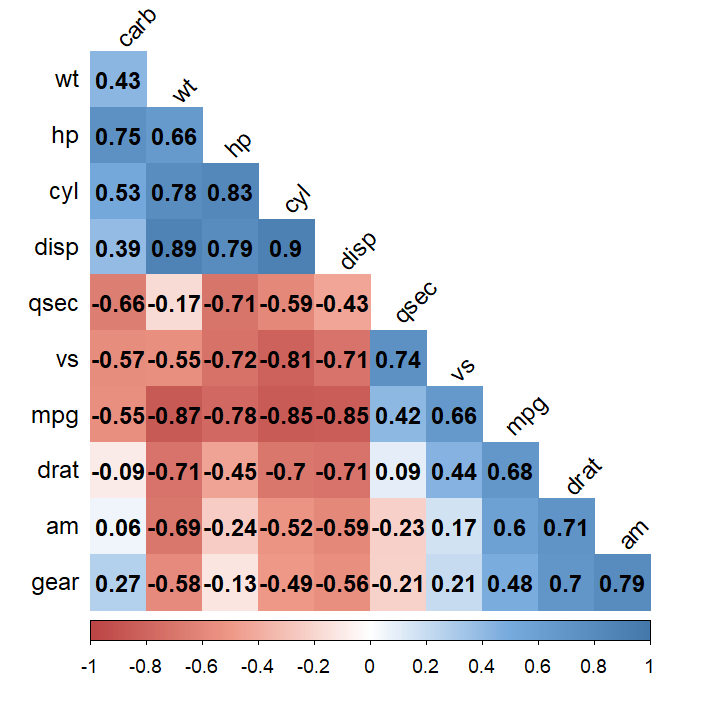 carb
wt 0.43 wt
hp 0.75 0.66 hp
cyl 0.53 0.78 0.83 cyl
disp 0.39 0.89 0.79 0.9 disp
qsec -0.66 -0.17 -0.71 -0.59 -0.43 qsec
vs -0.57 -0.55 -0.72 -0.81 -0.71 0.74 vs
mpg -0.55 -0.87 -0.78 -0.85 -0.85 0.42 0.66 mpg
drat -0.09 -0.71 -0.45 -0.7 -0.71 0.09 0.44 0.68 drat
am 0.06 -0.69 -0.24 -0.52 -0.59 -0.23 0.17 0.6 0.71 am
gear 0.27 -0.58 -0.13 -0.49 -0.56 -0.21 0.21 0.48 0.7 0.79
-1 -0.8 -0.6 -0.4 -0.2 0 0.2 0.4 0.6 0.8 1